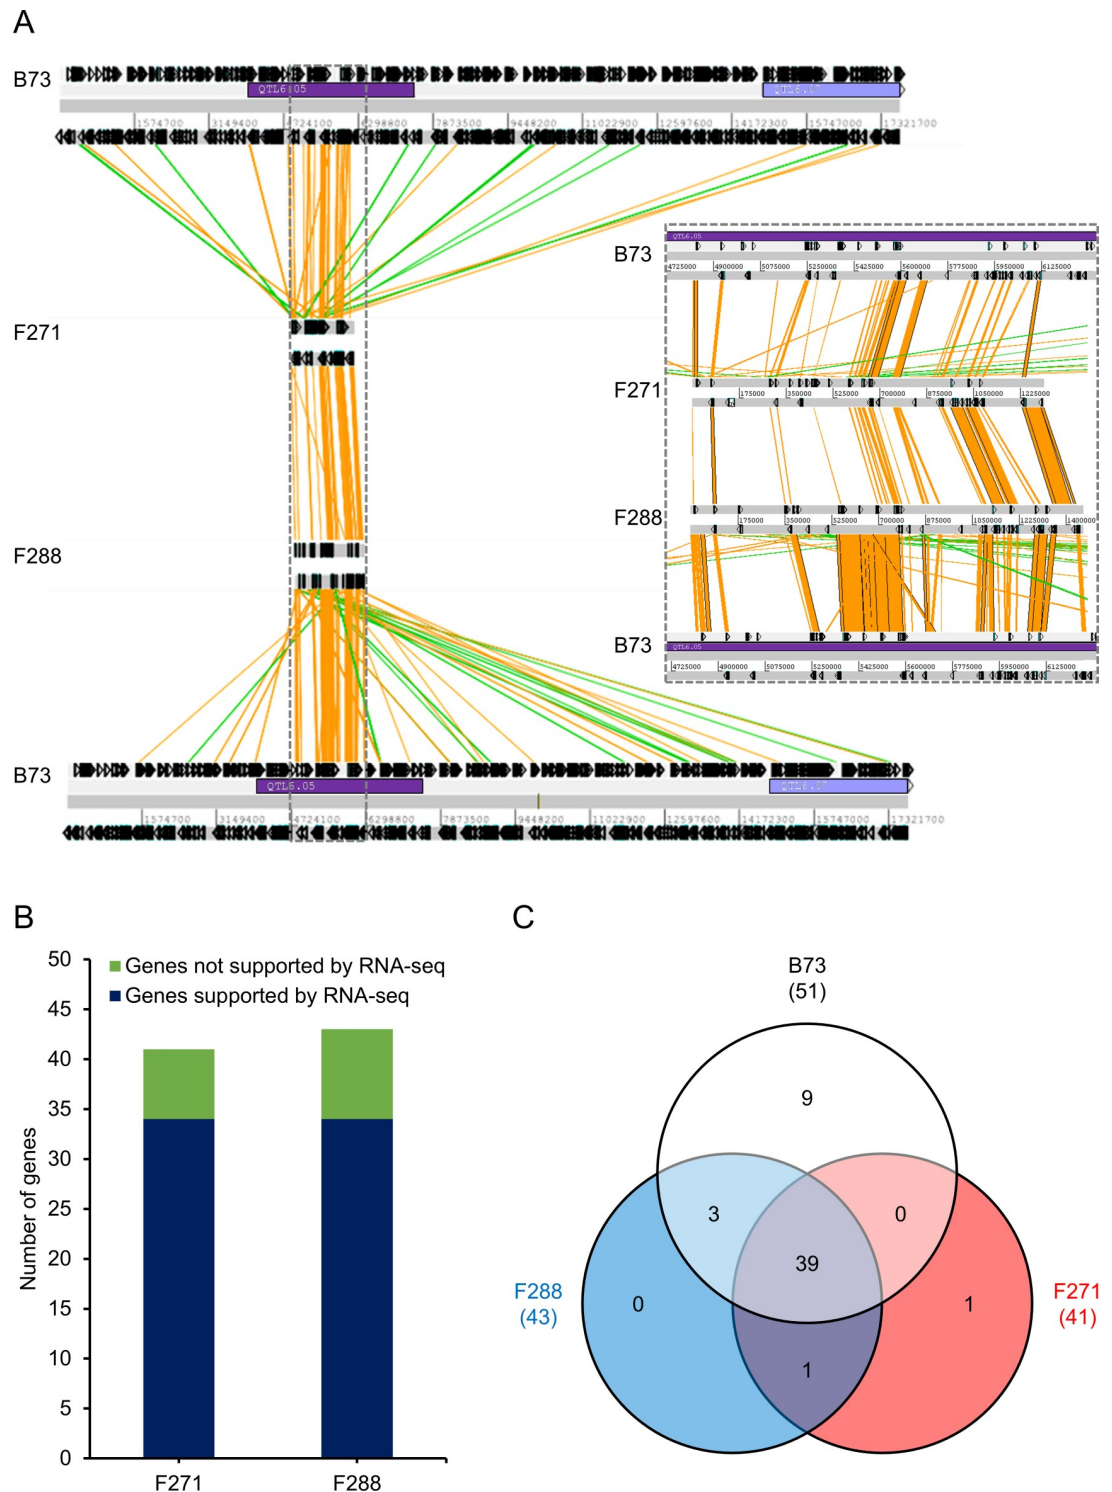 A
B73
QTL6.05
QTL6.07
1574700 3149400 4724100 6298800 7873500 9448200 11022900 12597600 14172300 15747000 17321700
F271
F288
B73
QTL6.05
QTL6.07
1574700 3149400 4724100 6298800 7873500 9448200 11022900 12597600 14172300 15747000 17321700
QTL6.05
B73
4725000 4900000 5075000 5250000 5425000 5600000 5775000 5950000 6125000
F271
175000 350000 525000 700000 875000 1050000 1225000
F288
175000 350000 525000 700000 875000 1050000 1225000 1400000
B73
QTL6.05
4725000 4900000 5075000 5250000 5425000 5600000 5775000 5950000 6125000
B
Genes not supported by RNA-seq
Genes supported by RNA-seq
Number of genes
50
45
40
35
30
25
20
15
10
5
0
F271 F288
C
B73
(51)
9
3 0
39
F288
(43)
0 1
F271
(41)
1